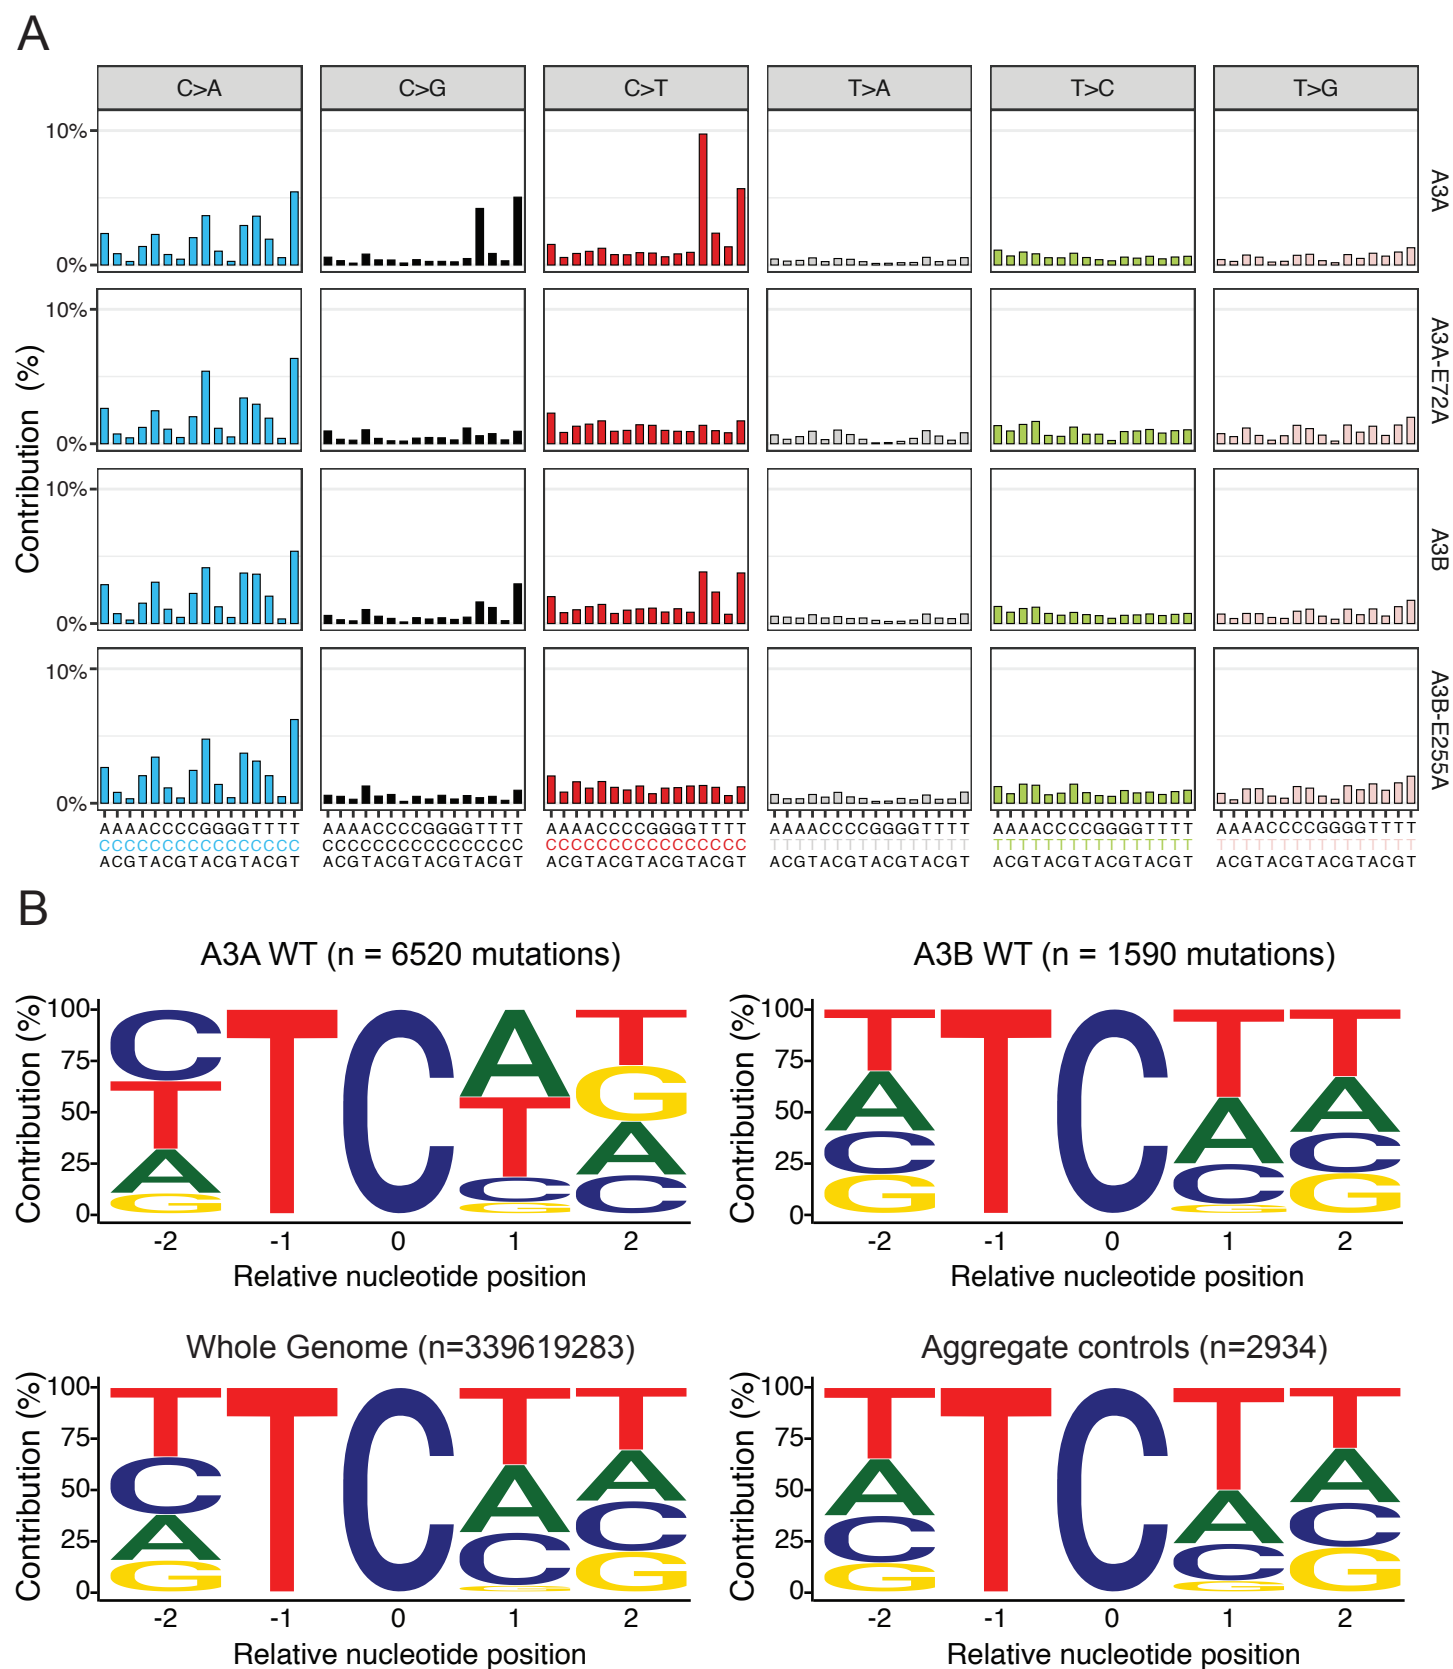 A
C>A C>G C>T T>A T>C T>G
Contribution (%)
10%
0%
A3A
10%
0%
A3A-E72A
10%
0%
A3B
10%
0%
A3B-E255A
AAAACCCCGGGGTTTT AAAACCCCGGGGTTTT AAAACCCCGGGGTTTT AAAACCCCGGGGTTTT AAAACCCCGGGGTTTT AAAACCCCGGGGTTTT
CCCCCCCCCCCCCCCC CCCCCCCCCCCCCCCC CCCCCCCCCCCCCCCC TTTTTTTTTTTTTTTT TTTTTTTTTTTTTTTT TTTTTTTTTTTTTTTT
ACGTACGTACGTACGT ACGTACGTACGTACGT ACGTACGTACGTACGT ACGTACGTACGTACGT ACGTACGTACGTACGT ACGTACGTACGTACGT
B
A3A WT (n = 6520 mutations)
Contribution (%)
100
75
50
25
0
C T A G
T
C
A T C G
T G A C
-2 -1 0 1 2
Relative nucleotide position
A3B WT (n = 1590 mutations)
Contribution (%)
100
75
50
25
0
T A C G
T
C
T A C G
T A C G
-2 -1 0 1 2
Relative nucleotide position
Whole Genome (n=339619283)
Contribution (%)
100
75
50
25
0
T C A G
T
C
T A C G
T A C G
-2 -1 0 1 2
Relative nucleotide position
Aggregate controls (n=2934)
Contribution (%)
100
75
50
25
0
T A C G
T
C
T A C G
T A C G
-2 -1 0 1 2
Relative nucleotide position